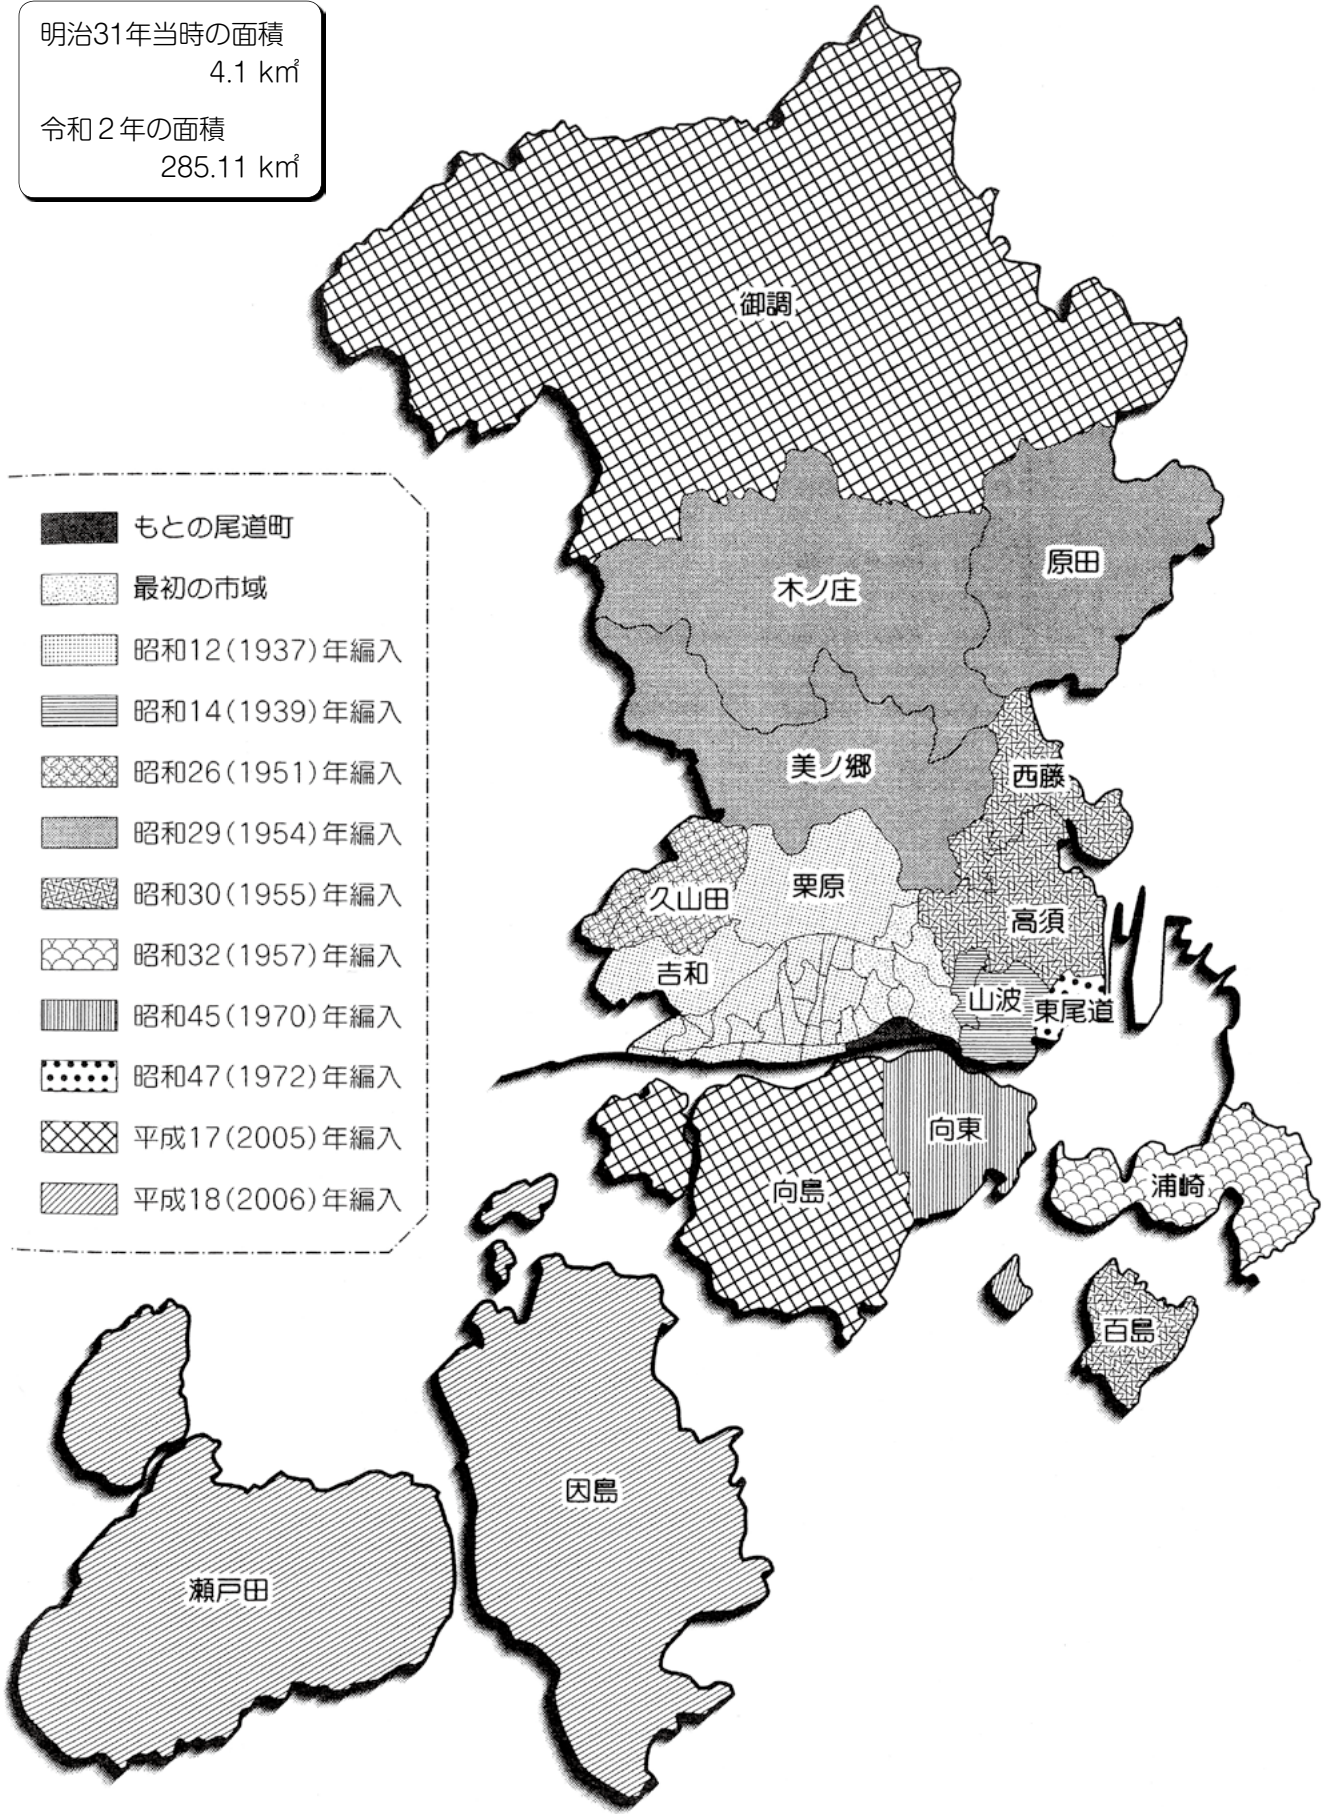 明治31年当時の面積
4.1 k㎡
令和２年の面積
285.11 k㎡
御調
もとの尾道町
最初の市域
昭和12(1937)年編入
昭和14(1939)年編入
昭和26(1951)年編入
昭和29(1954)年編入
昭和30(1955)年編入
昭和32(1957)年編入
昭和45(1970)年編入
昭和47(1972)年編入
平成17(2005)年編入
平成18(2006)年編入
原田
木ノ庄
美ノ郷
西藤
栗原
久山田
高須
吉和
山波
東尾道
向東
向島
浦崎
百島
因島
瀬戸田